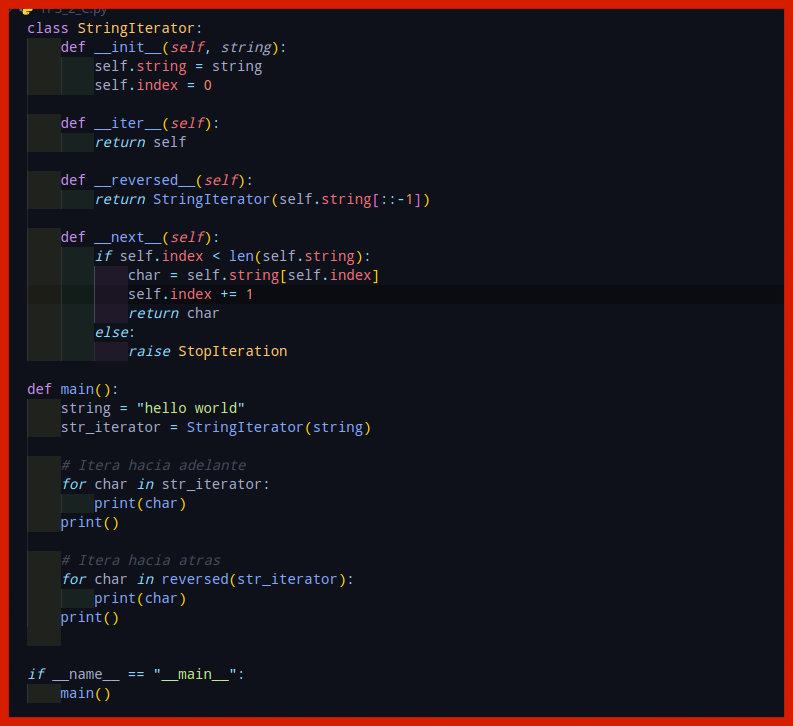 class StringIterator:
    def __init__(self, string):
        self.string = string
        self.index = 0

    def __iter__(self):
        return self

    def __reversed__(self):
        return StringIterator(self.string[::-1])

    def __next__(self):
        if self.index < len(self.string):
            char = self.string[self.index]
            self.index += 1
            return char
        else:
            raise StopIteration

def main():
    string = "hello world"
    str_iterator = StringIterator(string)

    # Itera hacia adelante
    for char in str_iterator:
        print(char)
    print()

    # Itera hacia atras
    for char in reversed(str_iterator):
        print(char)
    print()

if __name__ == "__main__":
    main()